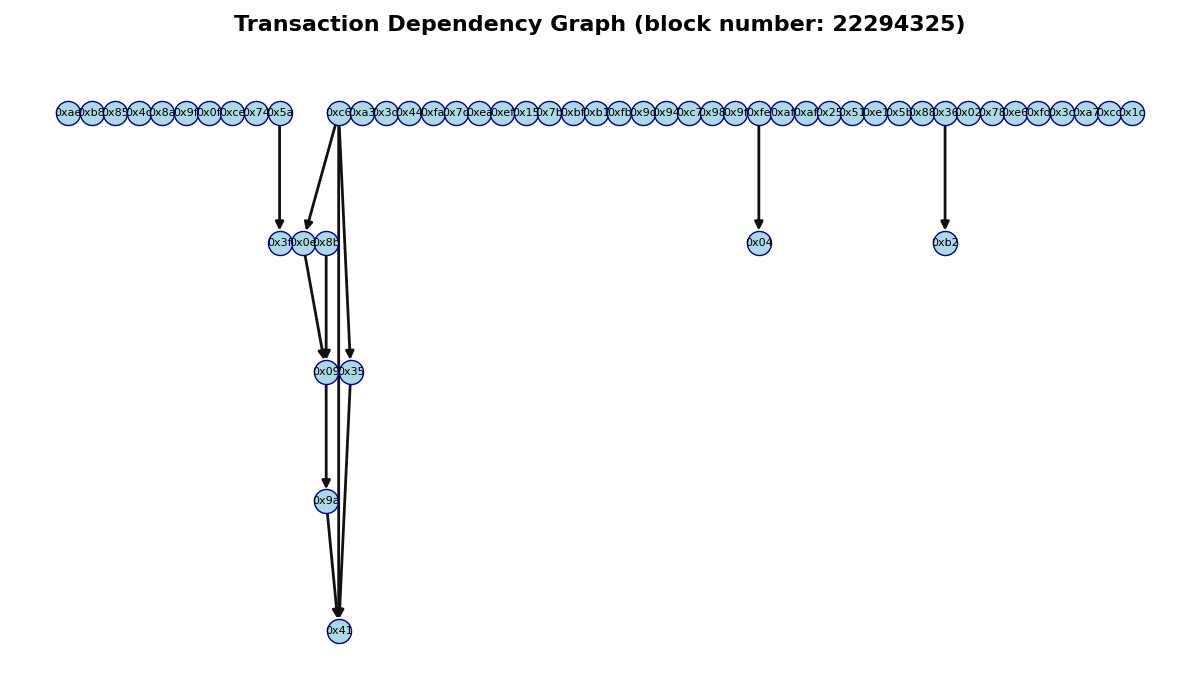 Transaction Dependency Graph (block number: 22294325)
0xae 0xb8 0x85 0x4c 0x8a 0x9f 0x0f 0xce 0x74 0x5a 0xc6 0xa3 0x3c 0x44 0xfa 0x7d 0xea 0xef 0x15 0x7b 0xbf 0xb1 0xfb 0x9d 0x94 0xc7 0x98 0x9f 0xfe 0xaf 0xaf 0x25 0x51 0xe1 0x5b 0x88 0x36 0x02 0x78 0xe6 0xfd 0x3c 0xa7 0xcc 0x1c
0x3f 0x0e 0x8b 0x04 0xb2
0x09 0x35
0x9a
0x41